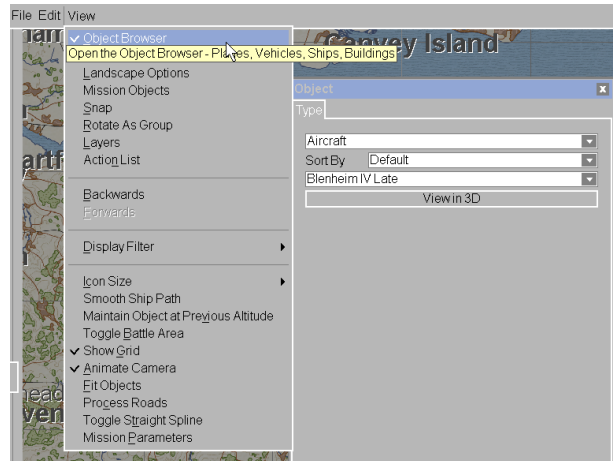 File Edit View
Canvey Island
Object Browser
Open the Object Browser - Planes, Vehicles, Ships, Buildings
Landscape Options
Mission Objects
Snap
Rotate As Group
Layers
Action List
Backwards
Forwards
Display Filter
Icon Size
Smooth Ship Path
Maintain Object at Previous Altitude
Toggle Battle Area
Show Grid
Animate Camera
Fit Objects
Process Roads
Toggle Straight Spline
Mission Parameters
Object
Type
Aircraft
Sort By Default
Blenheim IV Late
View in 3D